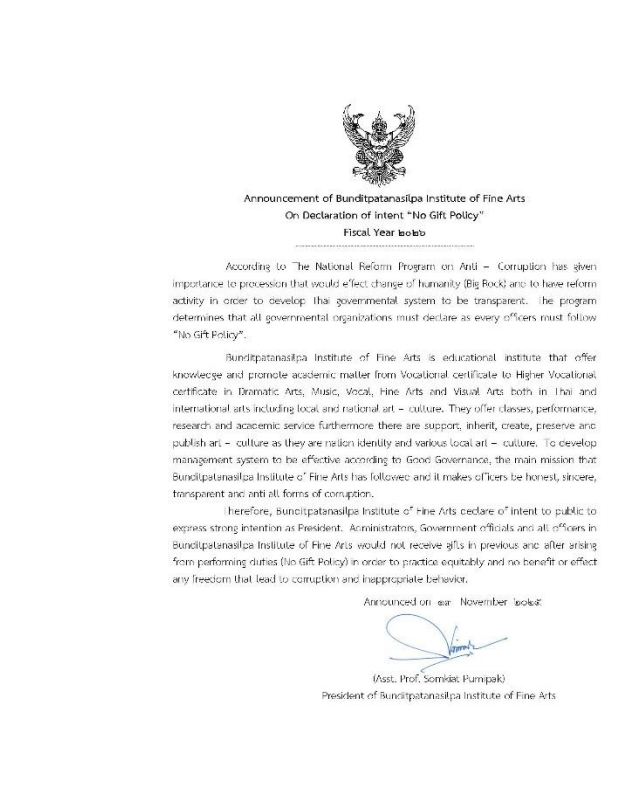 Announcement of Bunditpatanasilpa Institute of Fine Arts
On Declaration of intent “No Gift Policy”
Fiscal Year ๒๐๒๖
According to The National Reform Program on Anti – Corruption has given
importance to procession that would effect change of humanity (Big Rock) and to have reform
activity in order to develop Thai governmental system to be transparent. The program
determines that all governmental organizations must declare as every officers must follow
“No Gift Policy”.
Bunditpatanasilpa Institute of Fine Arts is educational institute that offer
knowledge and promote academic matter from Vocational certificate to Higher Vocational
certificate in Dramatic Arts, Music, Vocal, Fine Arts and Visual Arts both in Thai and
international arts including local and national art – culture. They offer classes, performance,
research and academic service furthermore there are support, inherit, create, preserve and
publish art – culture as they are nation identity and various local art – culture. To develop
management system to be effective according to Good Governance, the main mission that
Bunditpatanasilpa Institute of Fine Arts has followed and it makes officers be honest, sincere,
transparent and anti all forms of corruption.
Therefore, Bunditpatanasilpa Institute of Fine Arts declare of intent to public to
express strong intention as President. Administrators, Government officials and all officers in
Bunditpatanasilpa Institute of Fine Arts would not receive gifts in previous and after arising
from performing duties (No Gift Policy) in order to practice equitably and no benefit or effect
any freedom that lead to corruption and inappropriate behavior.
Announced on November ๒๐๒๕
(Asst. Prof. Somkiat Pumipak)
President of Bunditpatanasilpa Institute of Fine Arts